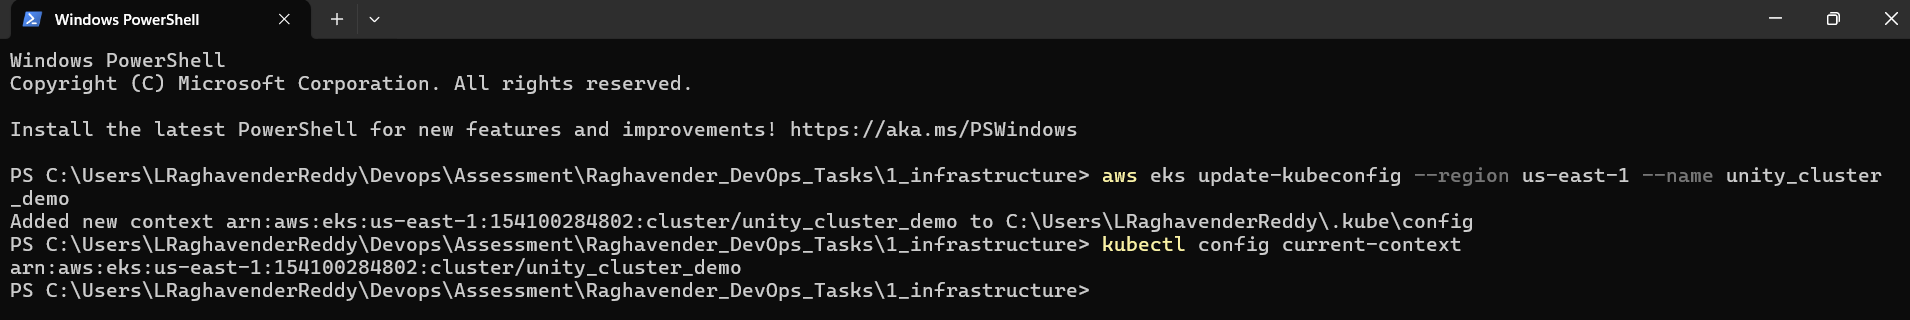 Windows PowerShell
Windows PowerShell
Copyright (C) Microsoft Corporation. All rights reserved.
Install the latest PowerShell for new features and improvements! https://aka.ms/PSWindows
PS C:\Users\LRaghavenderReddy\Devops\Assessment\Raghavender_DevOps_Tasks\1_infrastructure> aws eks update-kubeconfig --region us-east-1 --name unity_cluster
_demo
Added new context arn:aws:eks:us-east-1:154100284802:cluster/unity_cluster_demo to C:\Users\LRaghavenderReddy\.kube\config
PS C:\Users\LRaghavenderReddy\Devops\Assessment\Raghavender_DevOps_Tasks\1_infrastructure> kubectl config current-context
arn:aws:eks:us-east-1:154100284802:cluster/unity_cluster_demo
PS C:\Users\LRaghavenderReddy\Devops\Assessment\Raghavender_DevOps_Tasks\1_infrastructure>